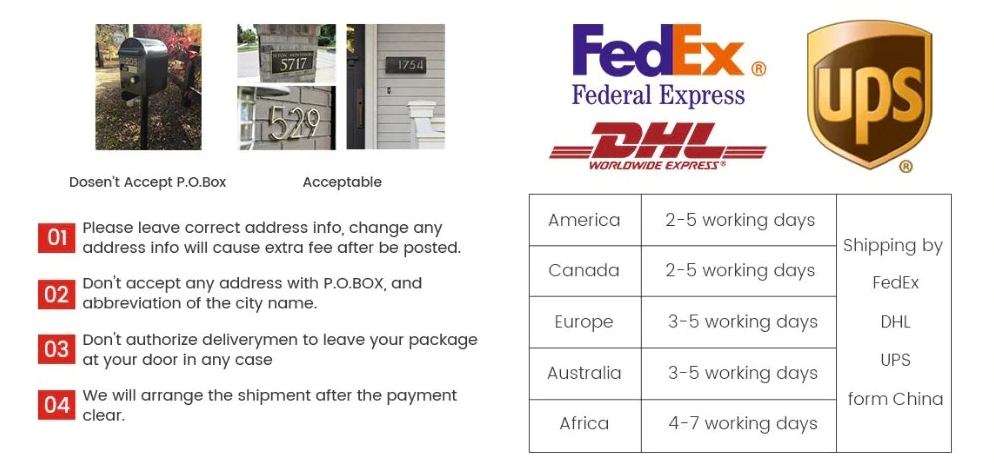 5717
529
1754
Dosen't Accept P.O.Box
Acceptable
01
Please leave correct address info, change any
address info will cause extra fee after be posted.
02
Don't accept any address with P.O.BOX, and
abbreviation of the city name.
03
Don't authorize deliverymen to leave your package
at your door in any case
04
We will arrange the shipment after the payment
clear.
FedEx®
Federal Express
DHL
WORLDWIDE EXPRESS®
ups®
America 2-5 working days
Canada 2-5 working days
Europe 3-5 working days
Australia 3-5 working days
Africa 4-7 working days
Shipping by
FedEx
DHL
UPS
form China